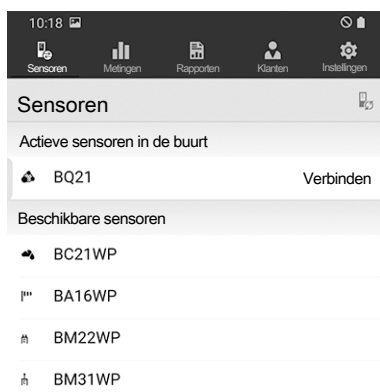 10:18
Sensoren Metingen Rapporten Klanten Instellingen
Sensoren
Actieve sensoren in de buurt
BQ21 Verbinden
Beschikbare sensoren
BC21WP
BA16WP
BM22WP
BM31WP